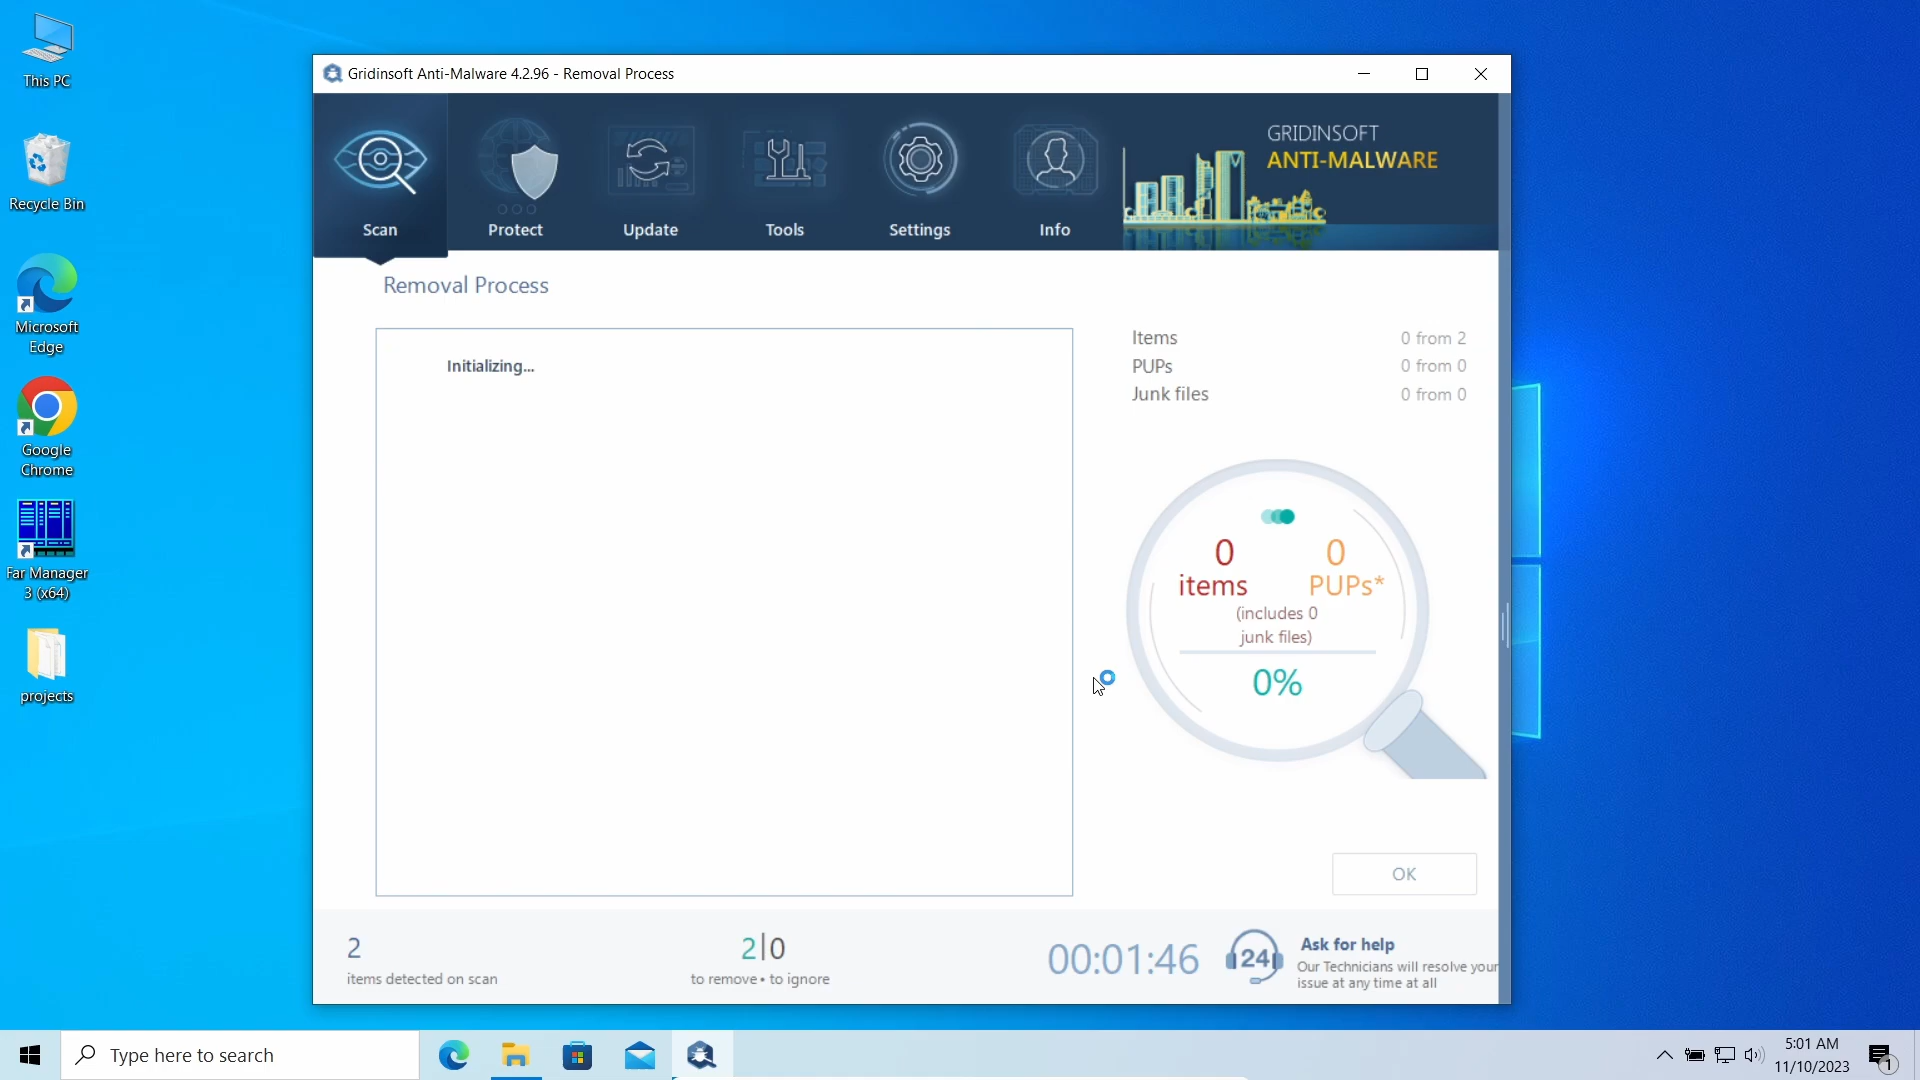 This PC
Recycle Bin
Microsoft
Edge
Google
Chrome
Far Manager
3 (x64)
projects
Gridinsoft Anti-Malware 4.2.96 - Removal Process
Scan
Protect
Update
Tools
Settings
Info
GRIDINSOFT
ANTI-MALWARE
Removal Process
Initializing...
Items 0 from 2
PUPs 0 from 0
Junk files 0 from 0
0 0
items PUPs*
(includes 0
junk files)
0%
OK
2
items detected on scan
2|0
to remove • to ignore
00:01:46
24
Ask for help
Our Technicians will resolve your
issue at any time at all
Type here to search
5:01 AM
11/10/2023
1